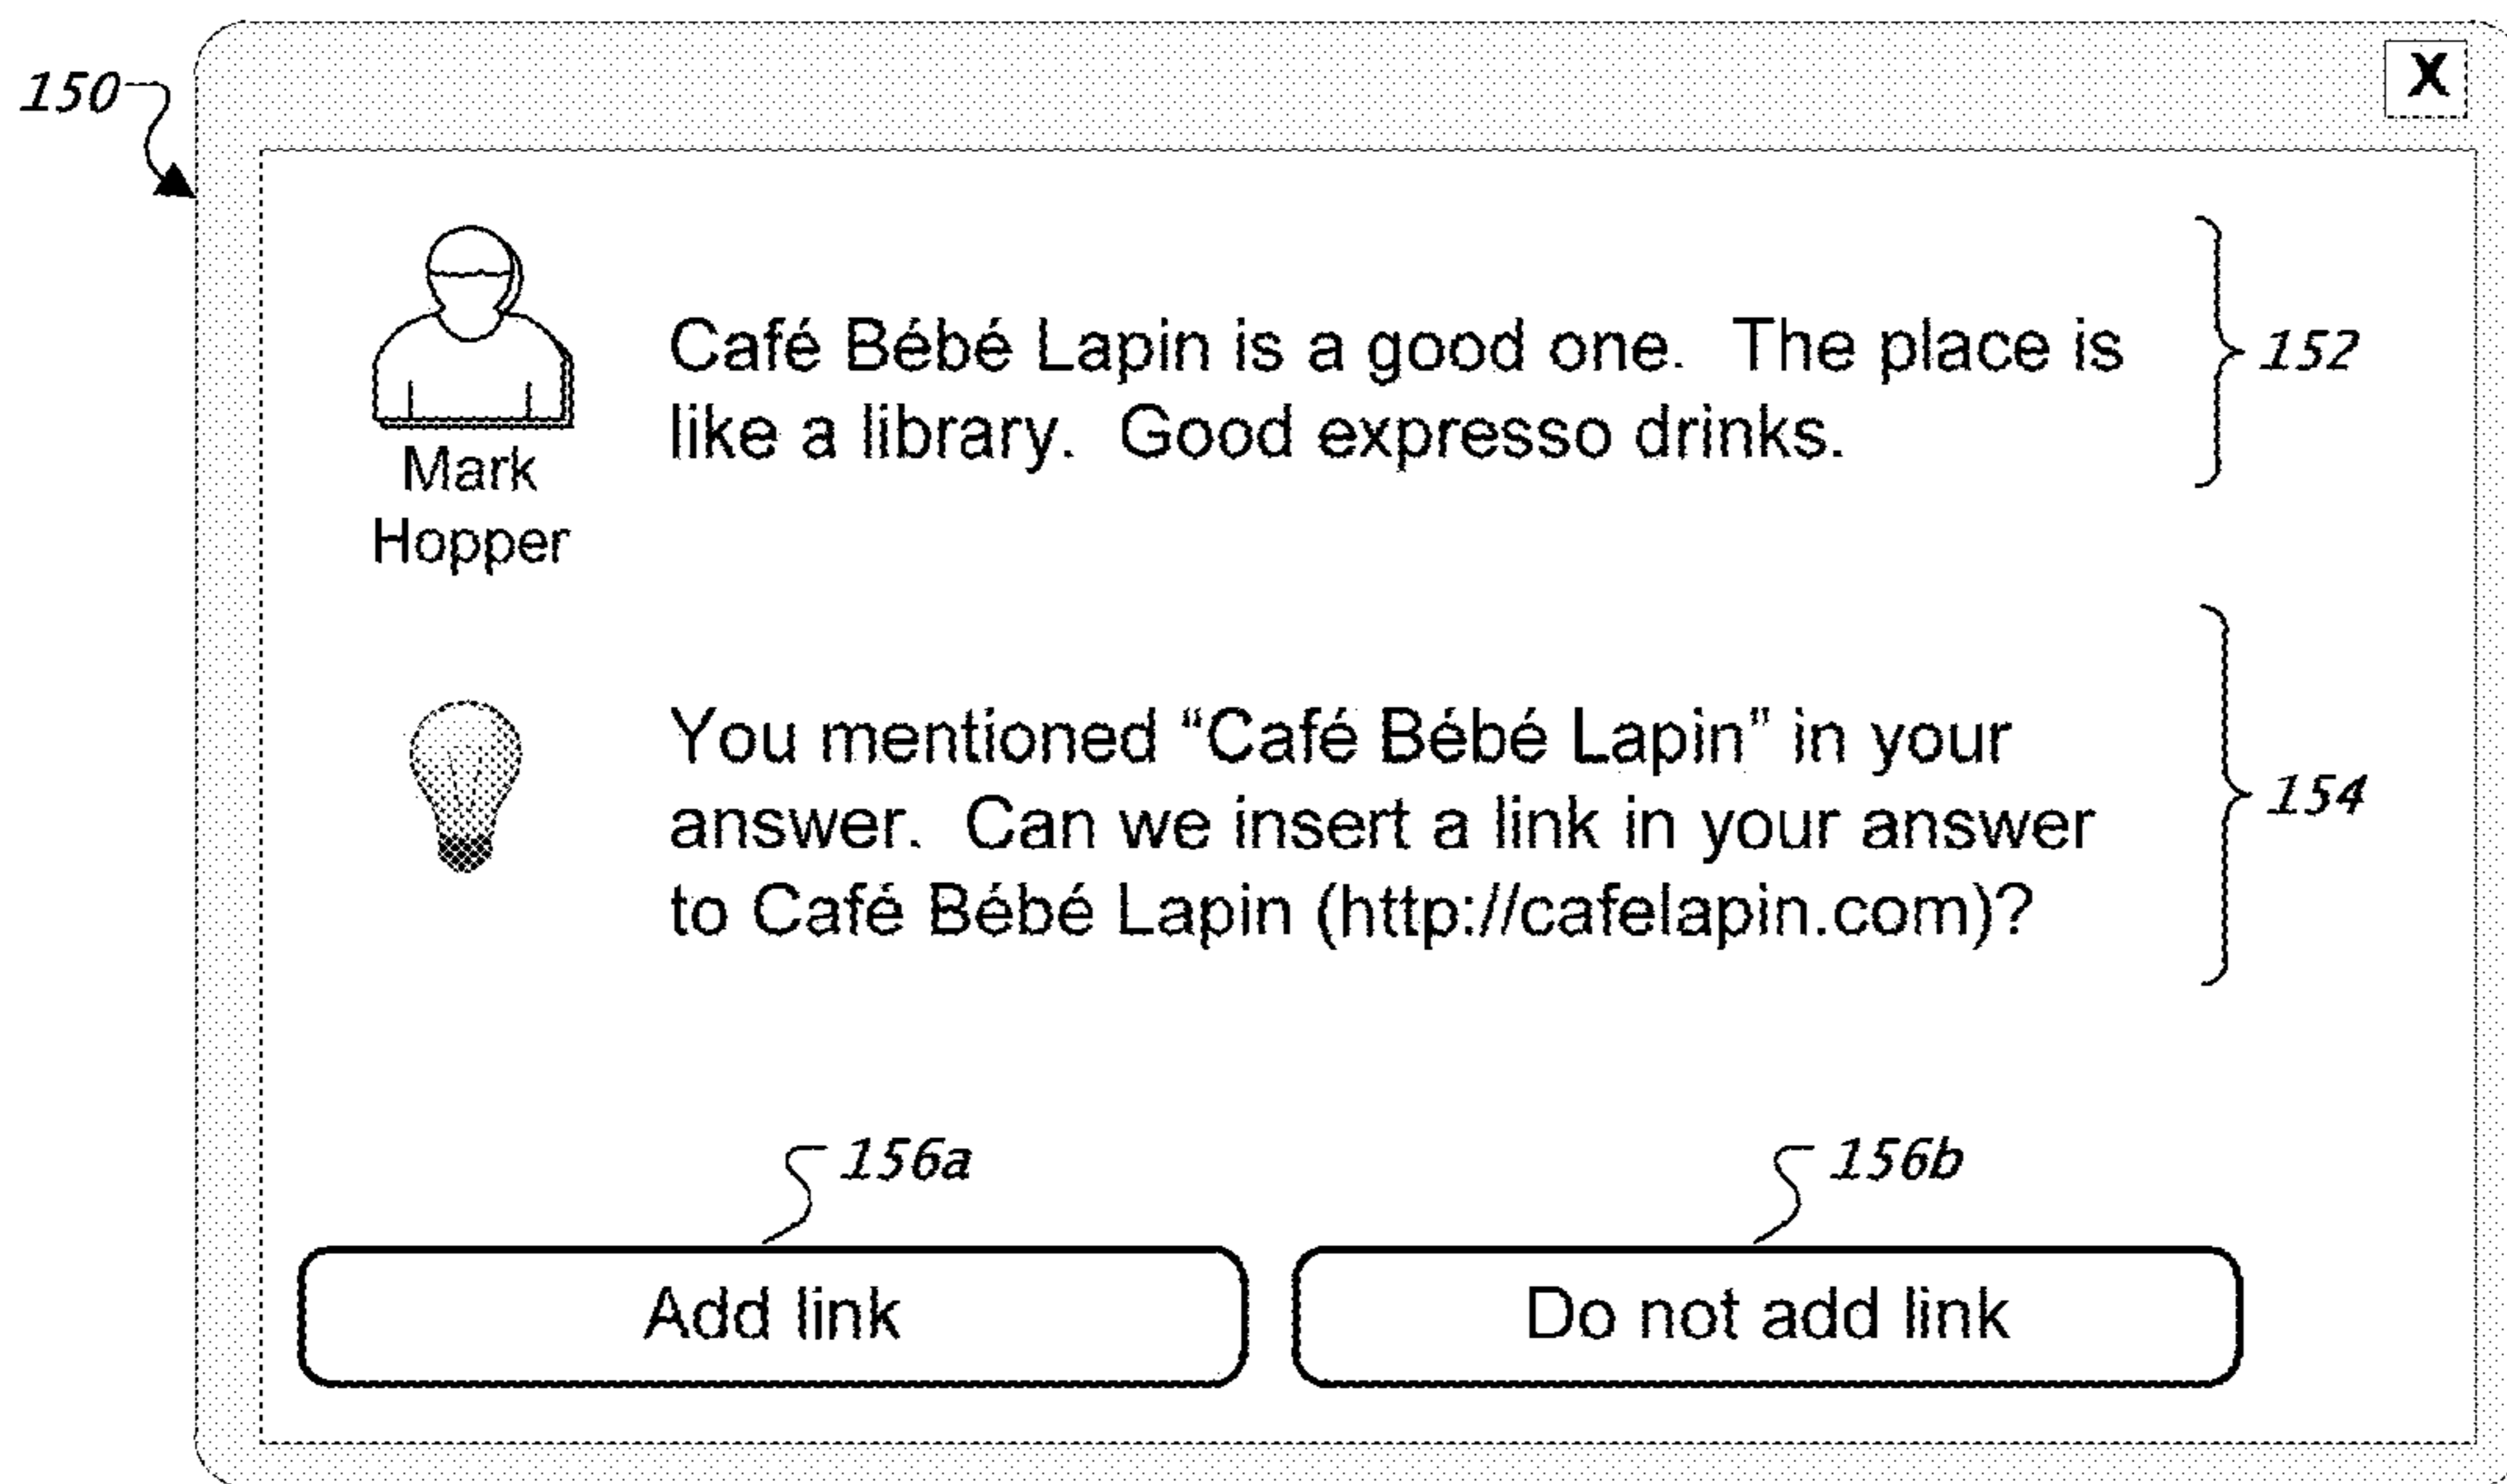 150
X
Café Bébé Lapin is a good one.  The place is
like a library.  Good expresso drinks.
152
Mark
Hopper
You mentioned “Café Bébé Lapin” in your
answer.  Can we insert a link in your answer
to Café Bébé Lapin (http://cafelapin.com)?
154
156a
156b
Add link
Do not add link